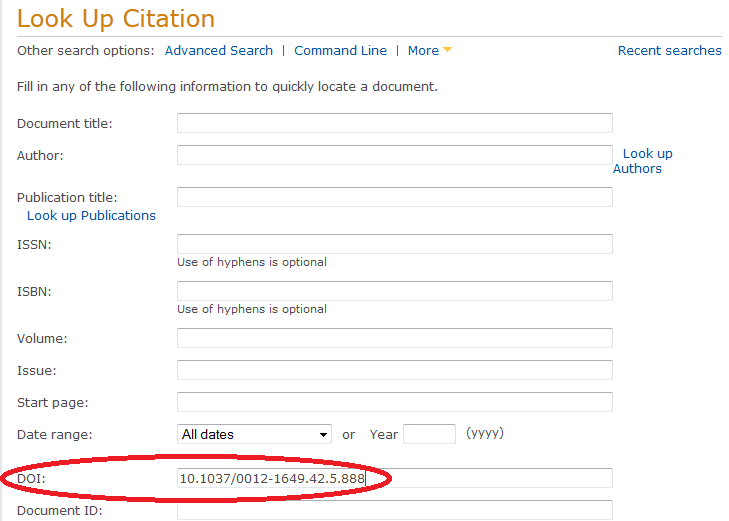 Look Up Citation
Other search options: Advanced Search | Command Line | More Recent searches
Fill in any of the following information to quickly locate a document.
Document title:
Author: Look up
Authors
Publication title:
Look up Publications
ISSN:
Use of hyphens is optional
ISBN:
Use of hyphens is optional
Volume:
Issue:
Start page:
Date range: All dates or Year (yyyy)
DOI: 10.1037/0012-1649.42.5.888
Document ID: